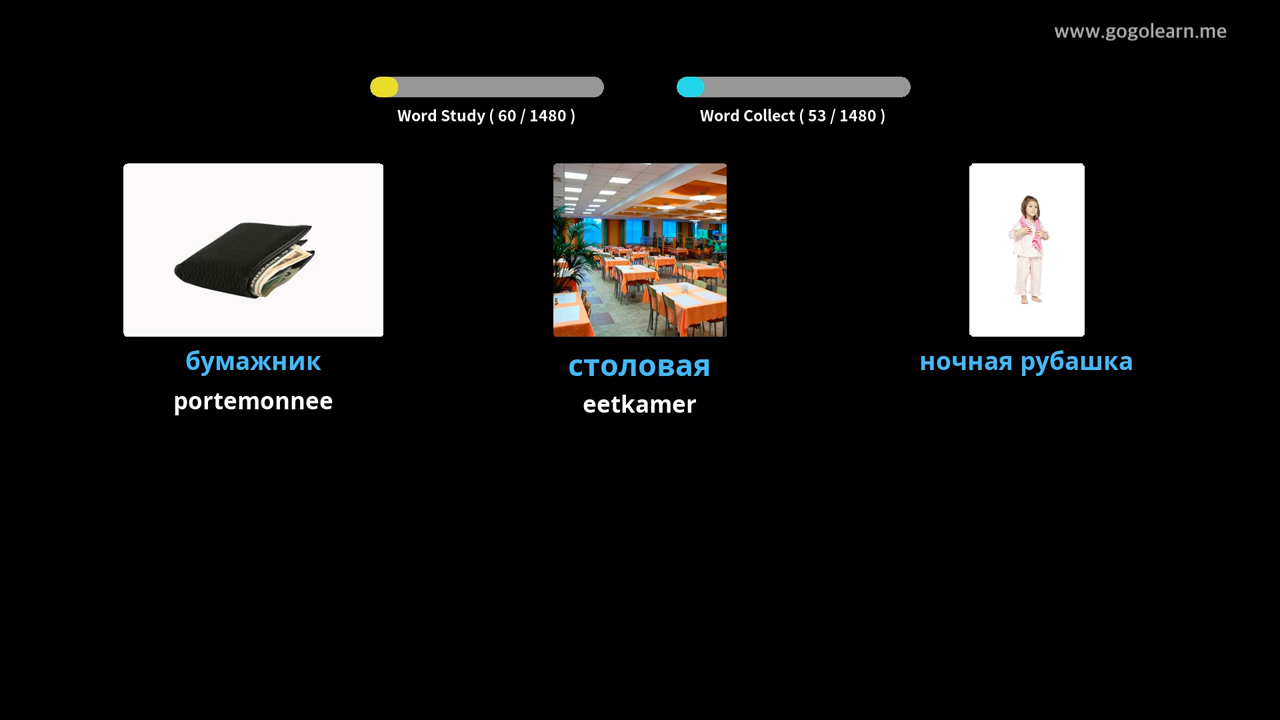 www.gogolearn.me
Word Study ( 60 / 1480 )
Word Collect ( 53 / 1480 )
бумажник
portemonnee
столовая
eetkamer
ночная рубашка